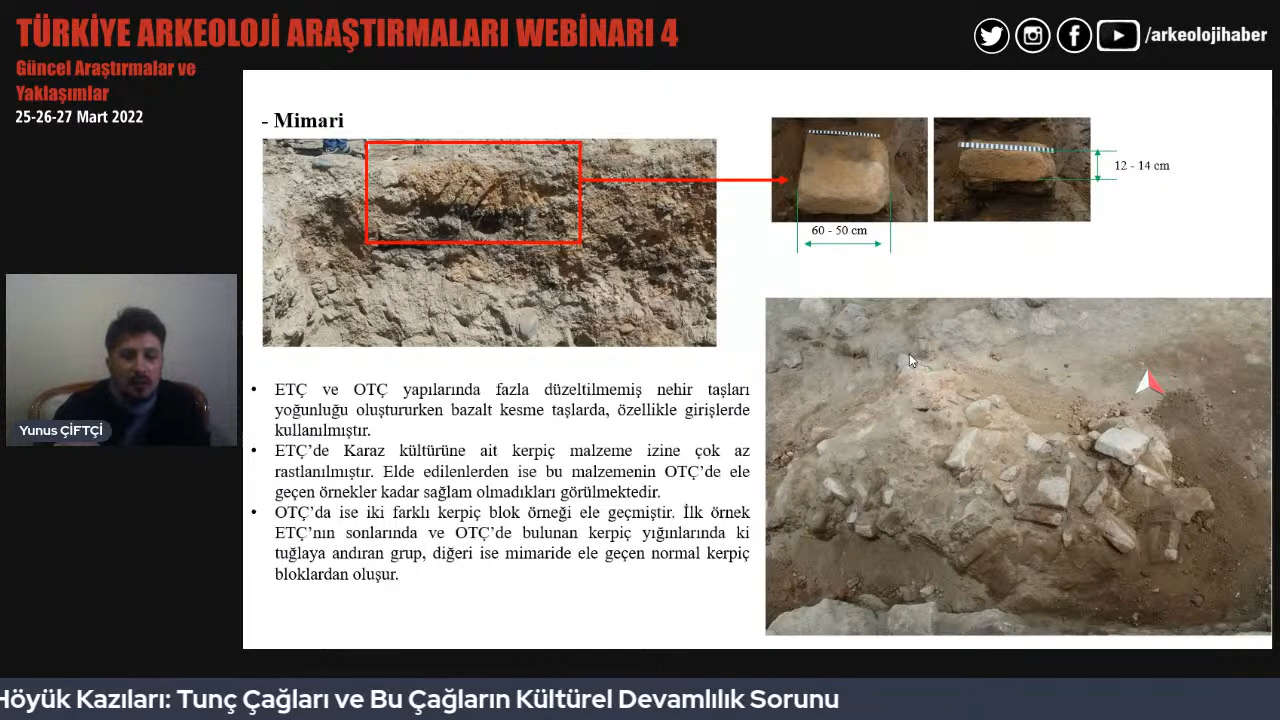 TÜRKİYE ARKEOLOJİ ARAŞTIRMALARI WEBİNARI 4
Güncel Araştırmalar ve
Yaklaşımlar
25-26-27 Mart 2022
/arkeolojihaber
- Mimari
12 - 14 cm
60 - 50 cm
• ETÇ ve OTÇ yapılarında fazla düzeltilmemiş nehir taşları
yoğunluğu oluştururken bazalt kesme taşlarda, özellikle girişlerde
kullanılmıştır.
• ETÇ’de Karaz kültürüne ait kerpiç malzeme izine çok az
rastlanılmıştır. Elde edilenlerden ise bu malzemenin OTÇ’de ele
geçen örnekler kadar sağlam olmadıkları görülmektedir.
• OTÇ’da ise iki farklı kerpiç blok örneği ele geçmiştir. İlk örnek
ETÇ’nın sonlarında ve OTÇ’de bulunan kerpiç yığınlarında ki
tuğlaya andıran grup, diğeri ise mimaride ele geçen normal kerpiç
bloklardan oluşur.
Yunus ÇİFTÇİ
Höyük Kazıları: Tunç Çağları ve Bu Çağların Kültürel Devamlılık Sorunu